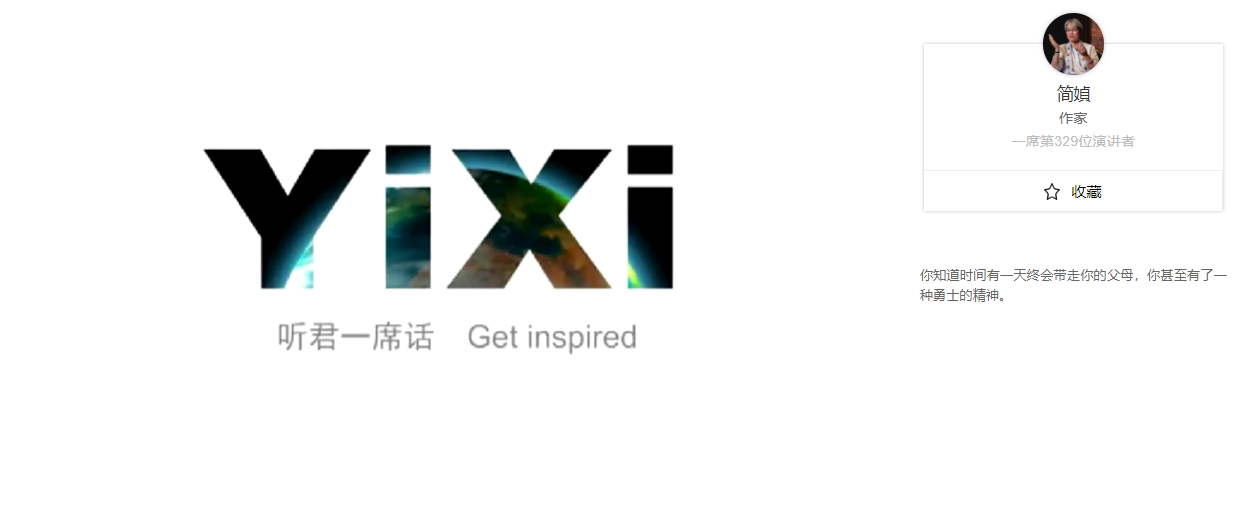 YiXi
听君一席话 Get inspired
简媜
作家
一席第329位演讲者
收藏
你知道时间有一天终会带走你的父母，你甚至有了一
种勇士的精神。